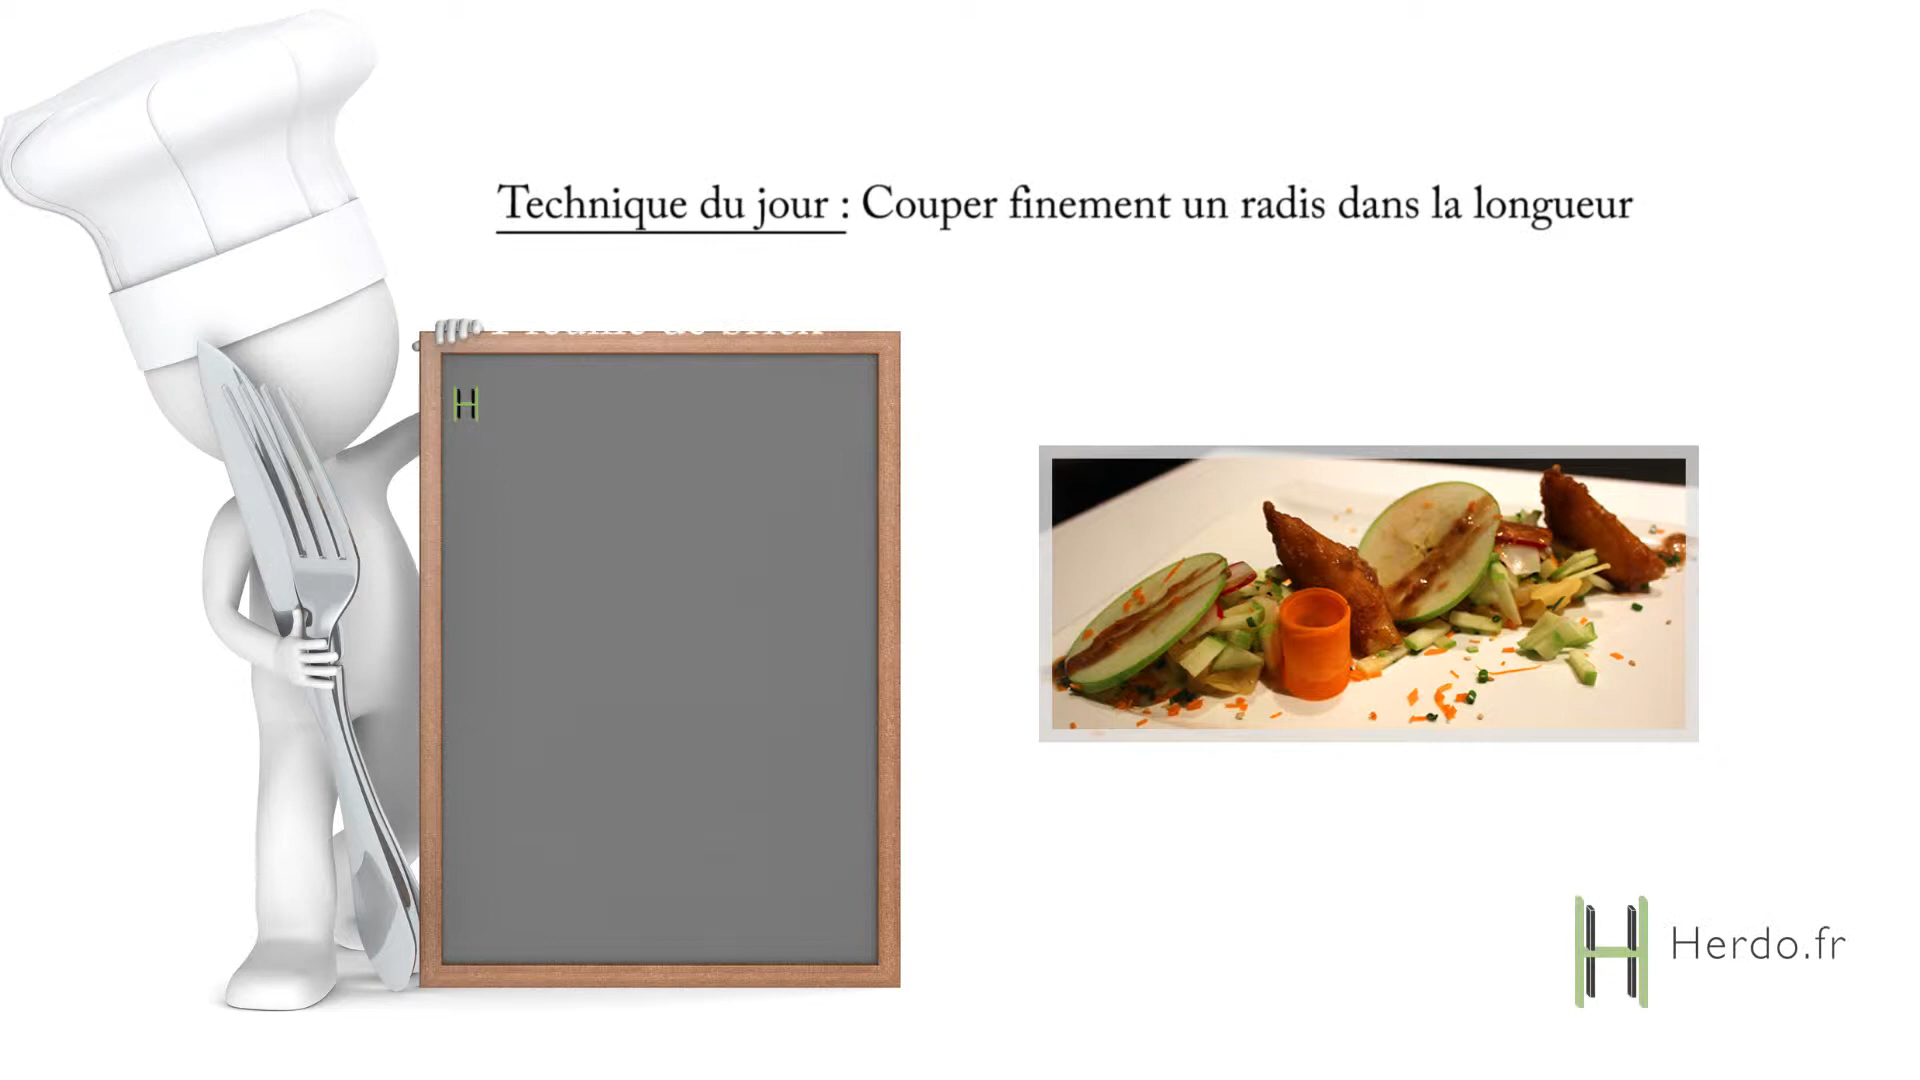 Technique du jour : Couper finement un radis dans la longueur
H
H Herdo.fr